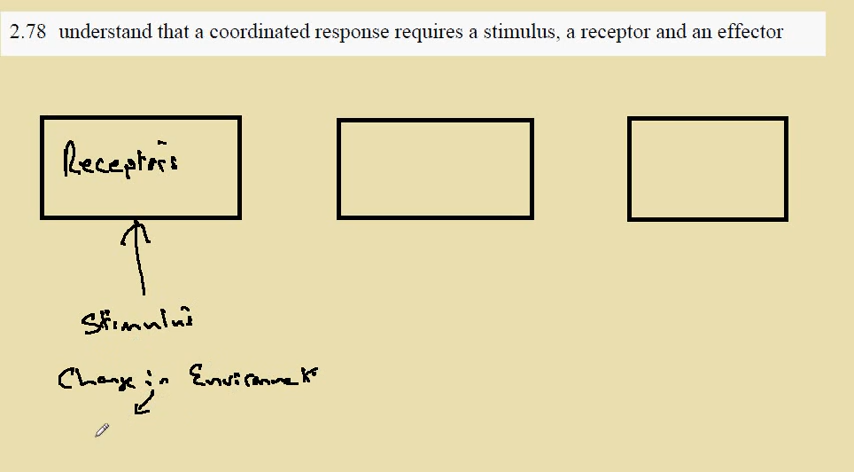 2.78 understand that a coordinated response requires a stimulus, a receptor and an effector
Receptors
Stimulus
Change in Environment